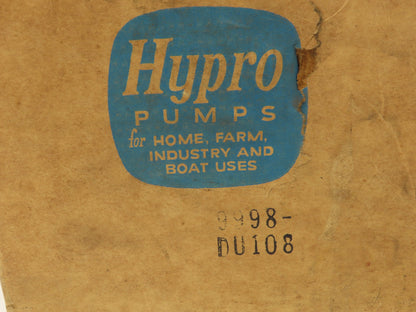 Hypro
PUMPS
for HOME, FARM,
INDUSTRY AND
BOAT USES
9998-
DU108